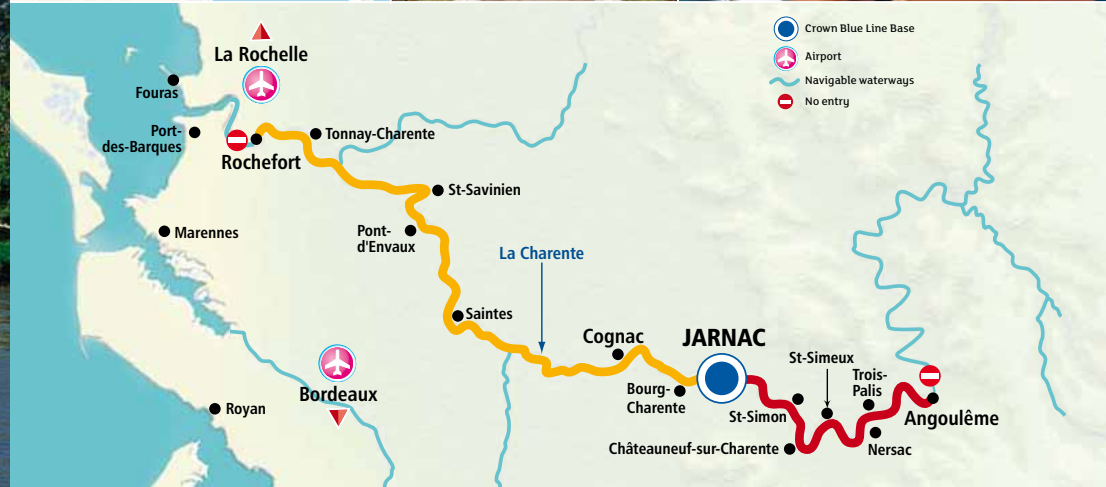 Crown Blue Line Base
Airport
Navigable waterways
No entry
La Rochelle
Fouras
Port-
des-Barques
Rochefort
Tonnay-Charente
St-Savinien
Marennes
Pont-
d'Envaux
La Charente
Saintes
Cognac
JARNAC
St-Simeux
Trois-
Palis
Bordeaux
Royan
Bourg-
Charente
St-Simon
Angoulême
Châteauneuf-sur-Charente
Nersac